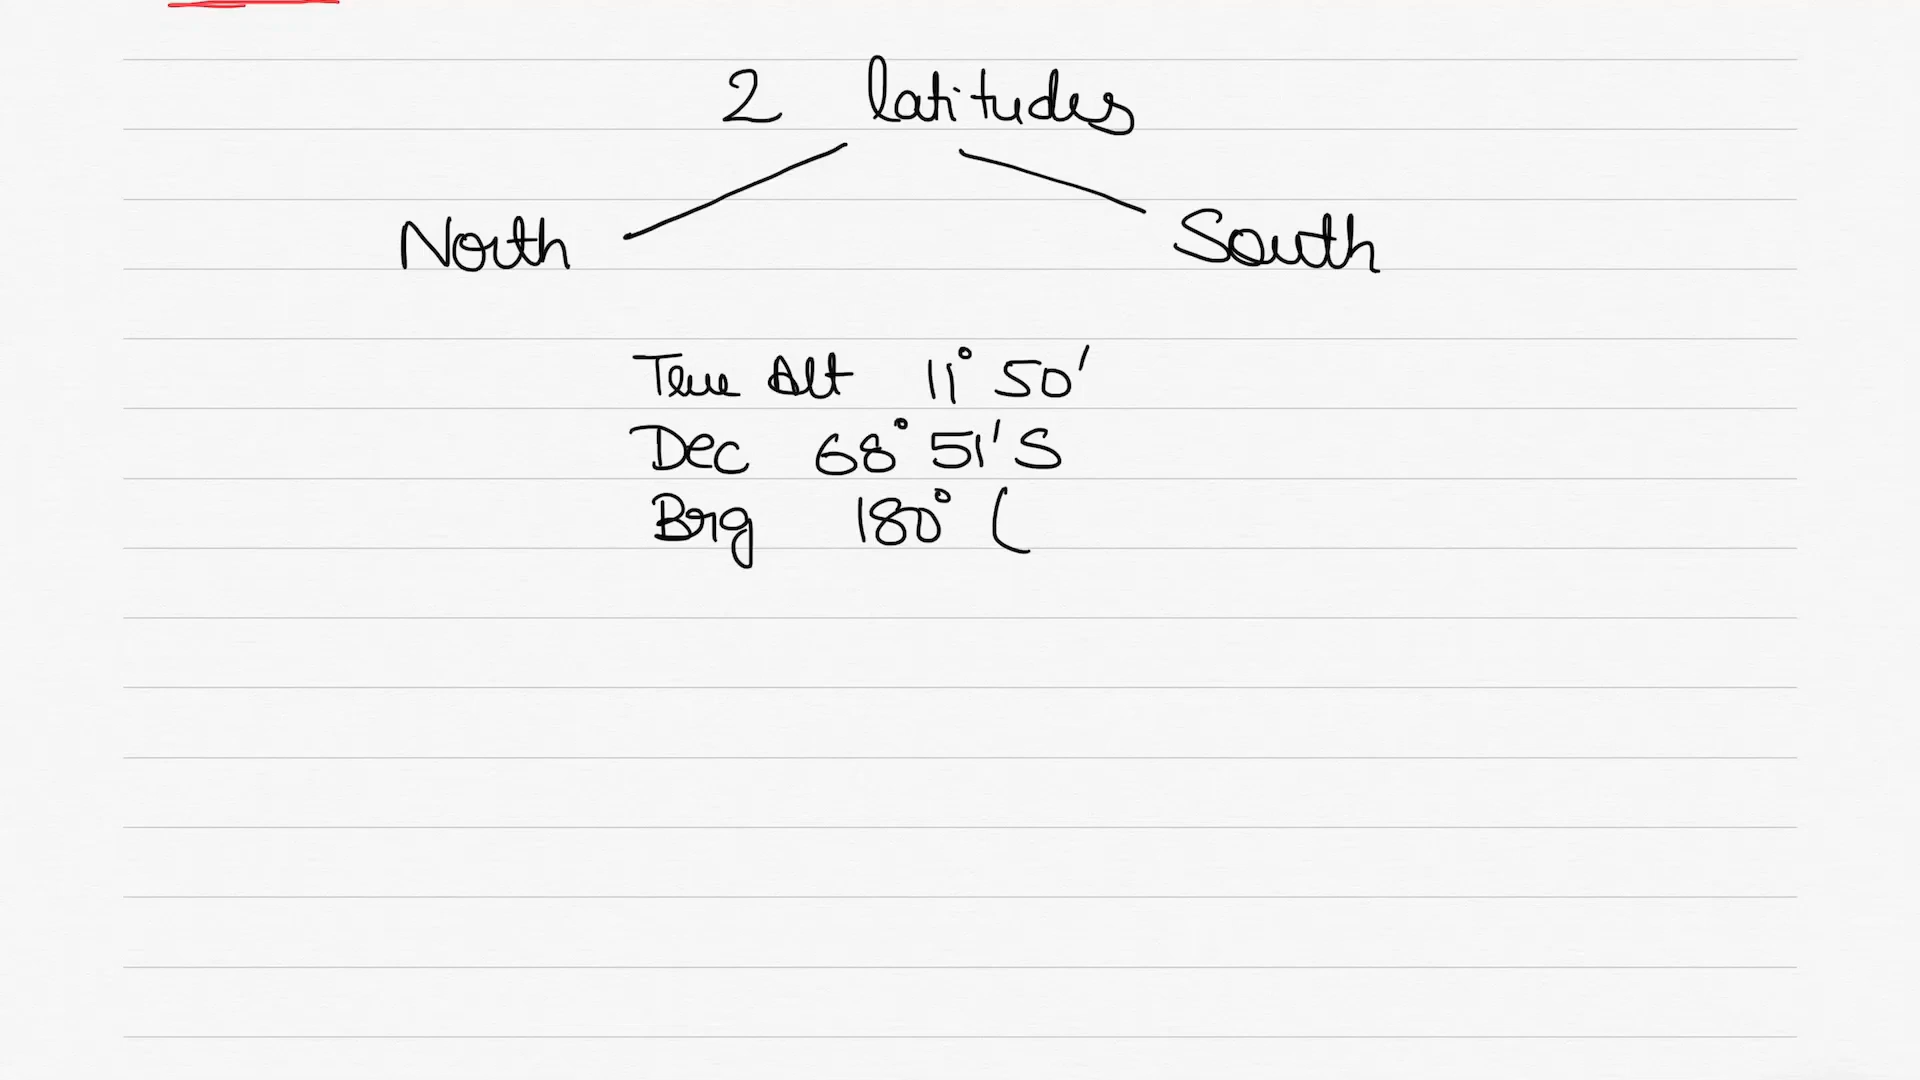 2 latitudes
North South
True Alt 11° 50'
Dec 68° 51' S
Brg 180° (